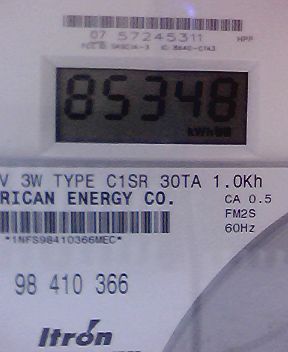 07 57245311
85348
kWh
V 3W TYPE C1SR 30TA 1.0Kh
RICAN ENERGY CO.
CA 0.5
FM2S
60Hz
*1NFS98410366MEC*
98 410 366
Itrón